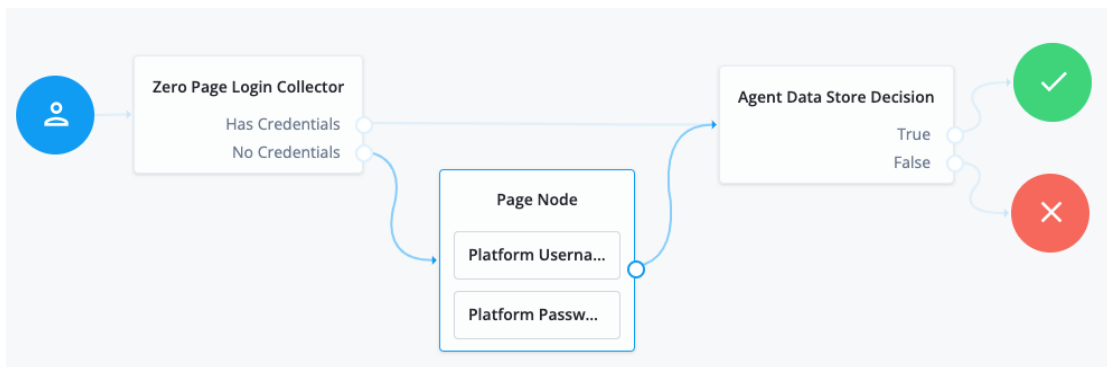 Zero Page Login Collector
Has Credentials
No Credentials
Page Node
Platform Userna...
Platform Passw...
Agent Data Store Decision
True
False